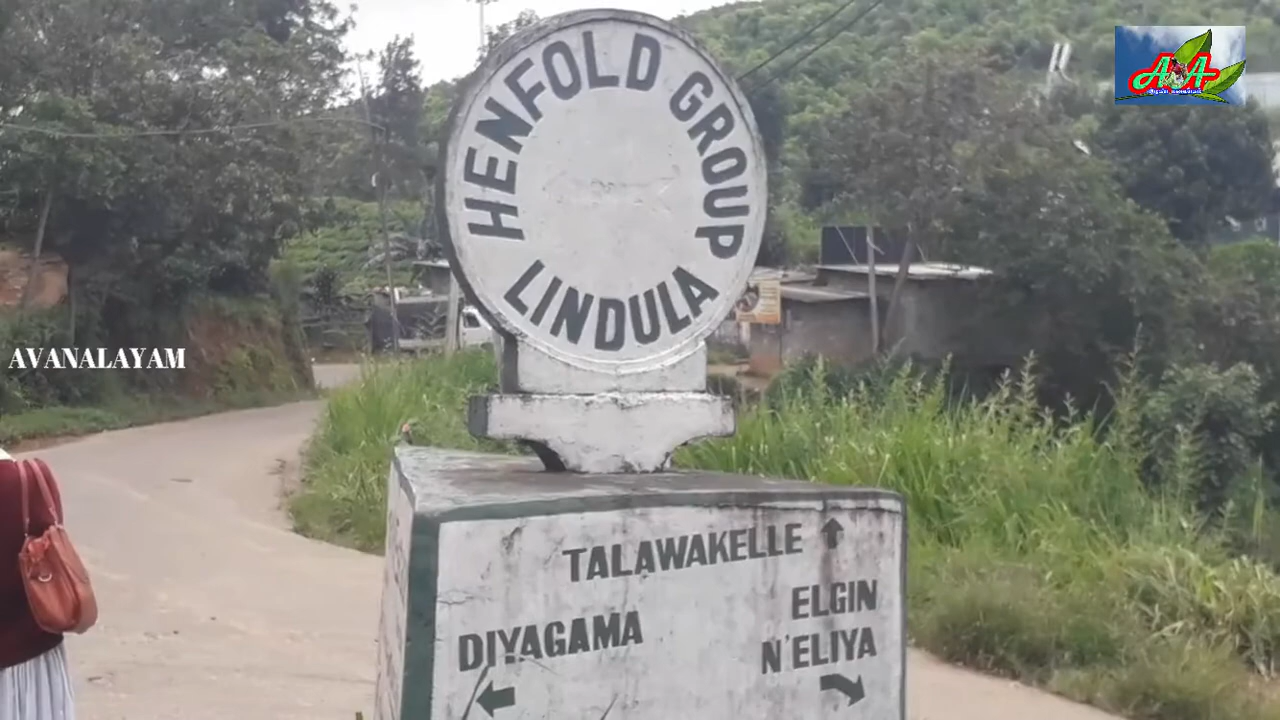 HENFOLD GROUP
LINDULA
AVANALAYAM
TALAWAKELLE
ELGIN
DIYAGAMA
N'ELIYA